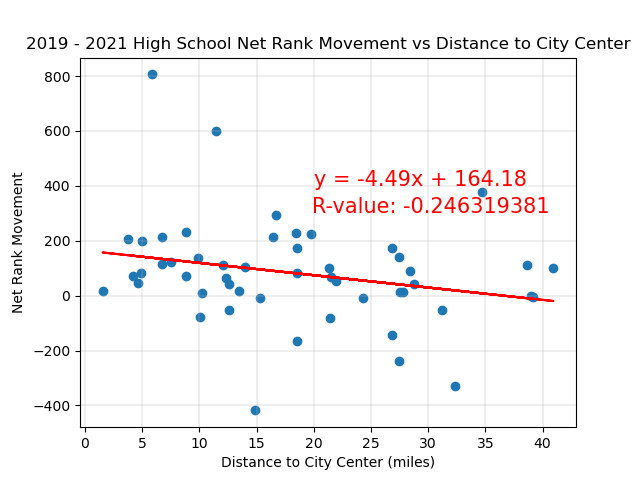 2019 - 2021 High School Net Rank Movement vs Distance to City Center
800
600
y = -4.49x + 164.18
400
R-value: -0.246319381
200
0
−200
−400
Net Rank Movement
0 5 10 15 20 25 30 35 40
Distance to City Center (miles)